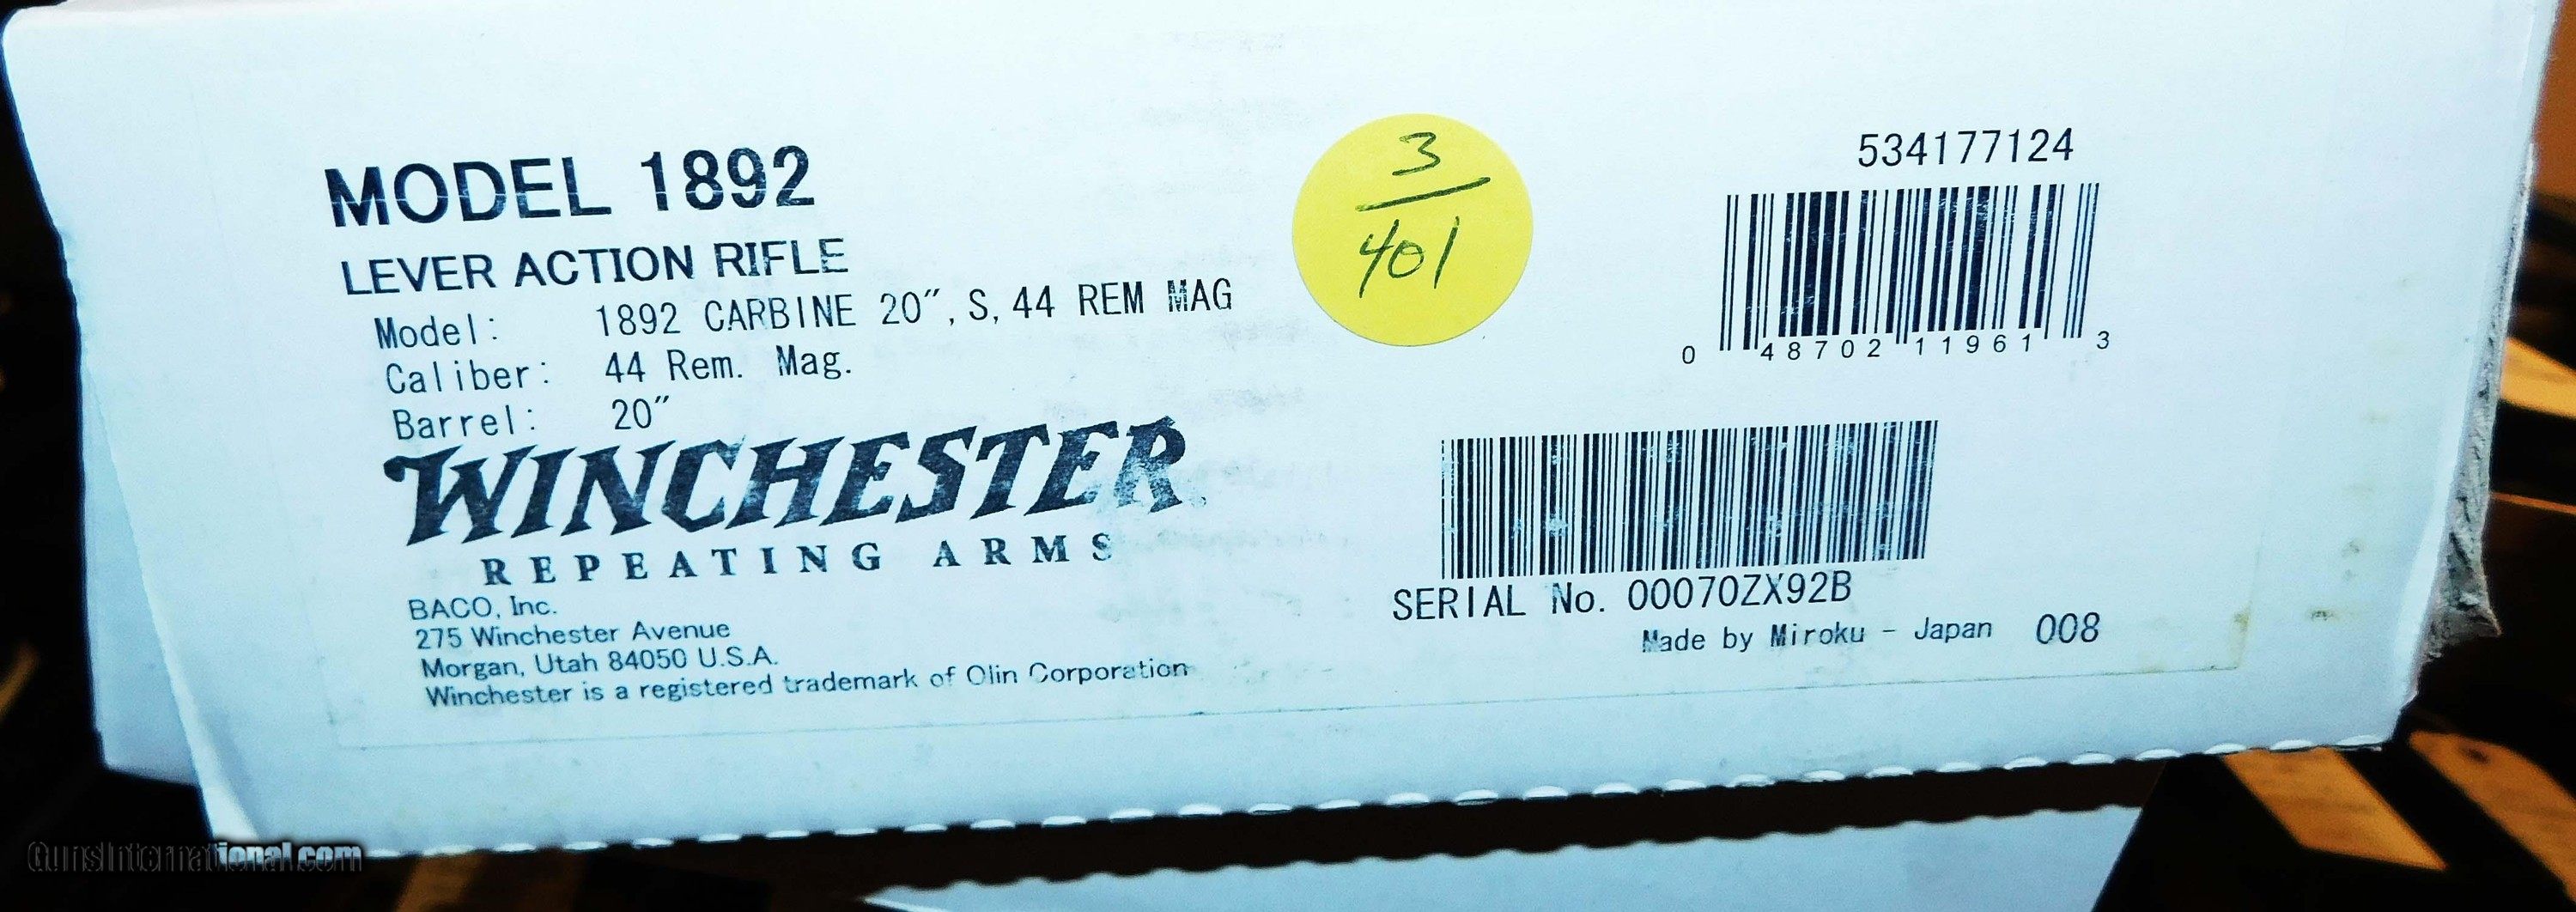 MODEL 1892
LEVER ACTION RIFLE
Model: 1892 CARBINE 20", S, 44 REM MAG
Caliber: 44 Rem. Mag.
Barrel: 20"
WINCHESTER
REPEATING ARMS
BACO, Inc.
275 Winchester Avenue
Morgan, Utah 84050 U.S.A.
Winchester is a registered trademark of Olin Corporation
3
401
534177124
0 48702 11961 3
SERIAL No. 00070ZX92B
Made by Miroku - Japan 008
GunsInternational.com